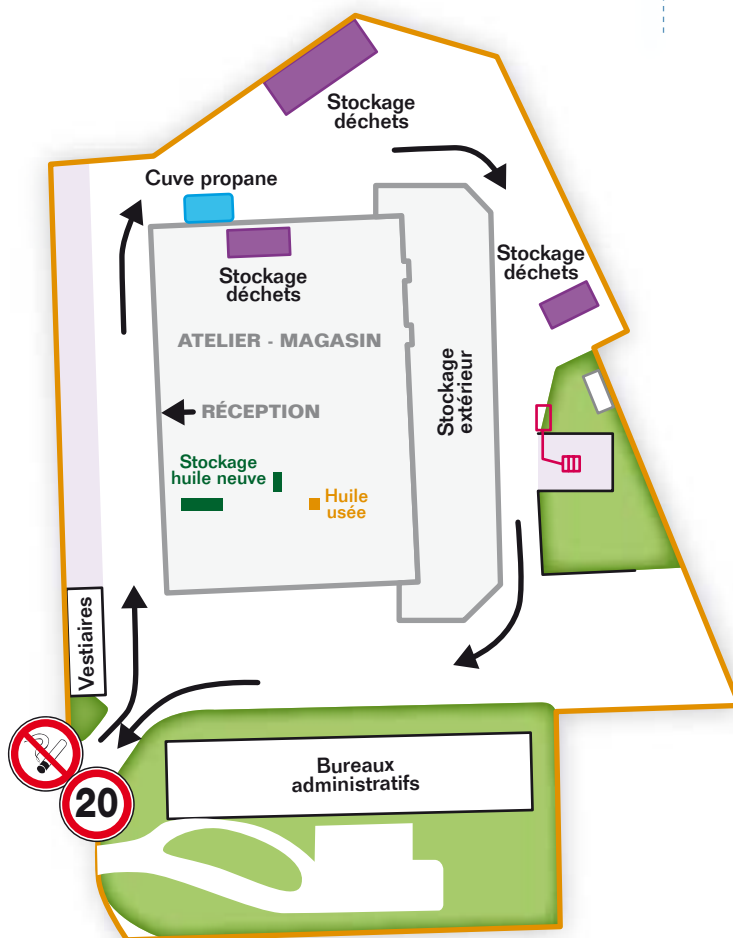 Stockage
déchets
Cuve propane
Stockage
déchets
Stockage
déchets
ATELIER - MAGASIN
Stockage
extérieur
RÉCEPTION
Stockage
huile neuve
Huile
usée
Vestiaires
20
Bureaux
administratifs